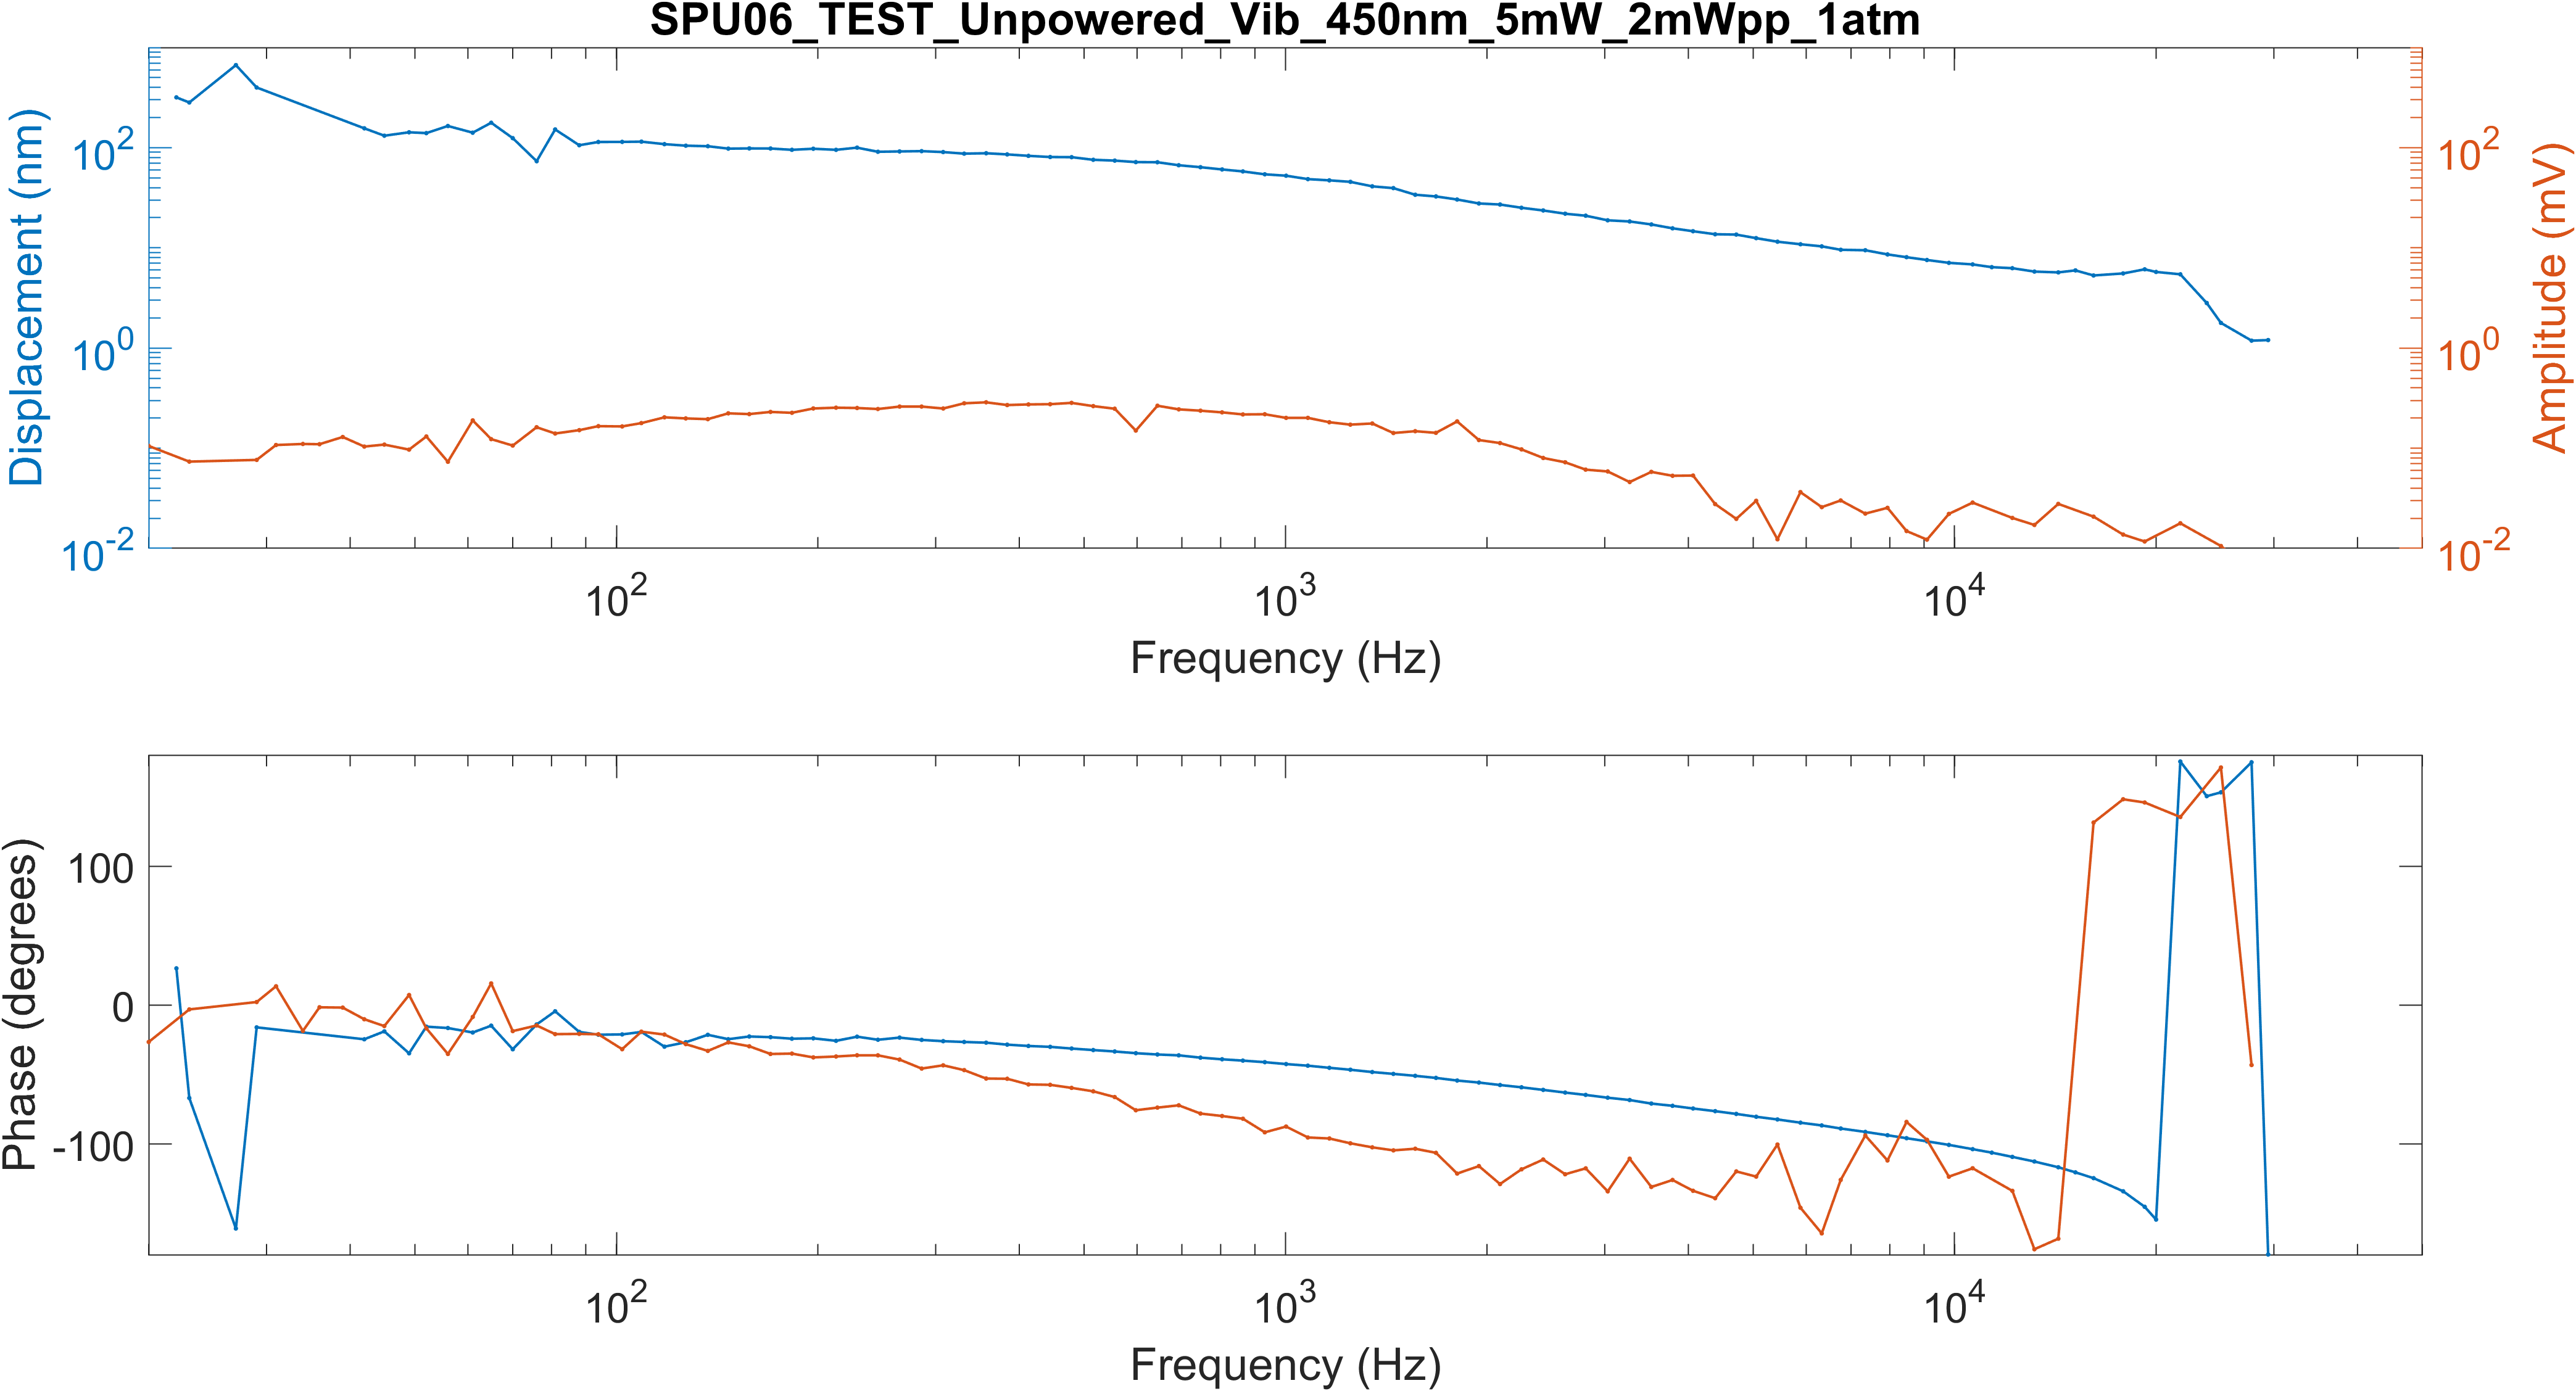 SPU06_TEST_Unpowered_Vib_450nm_5mW_2mWpp_1atm
Displacement (nm)
10^2
10^0
10^-2
10^2
10^0
10^-2
Amplitude (mV)
10^2
10^3
10^4
Frequency (Hz)
Phase (degrees)
100
0
-100
10^2
10^3
10^4
Frequency (Hz)